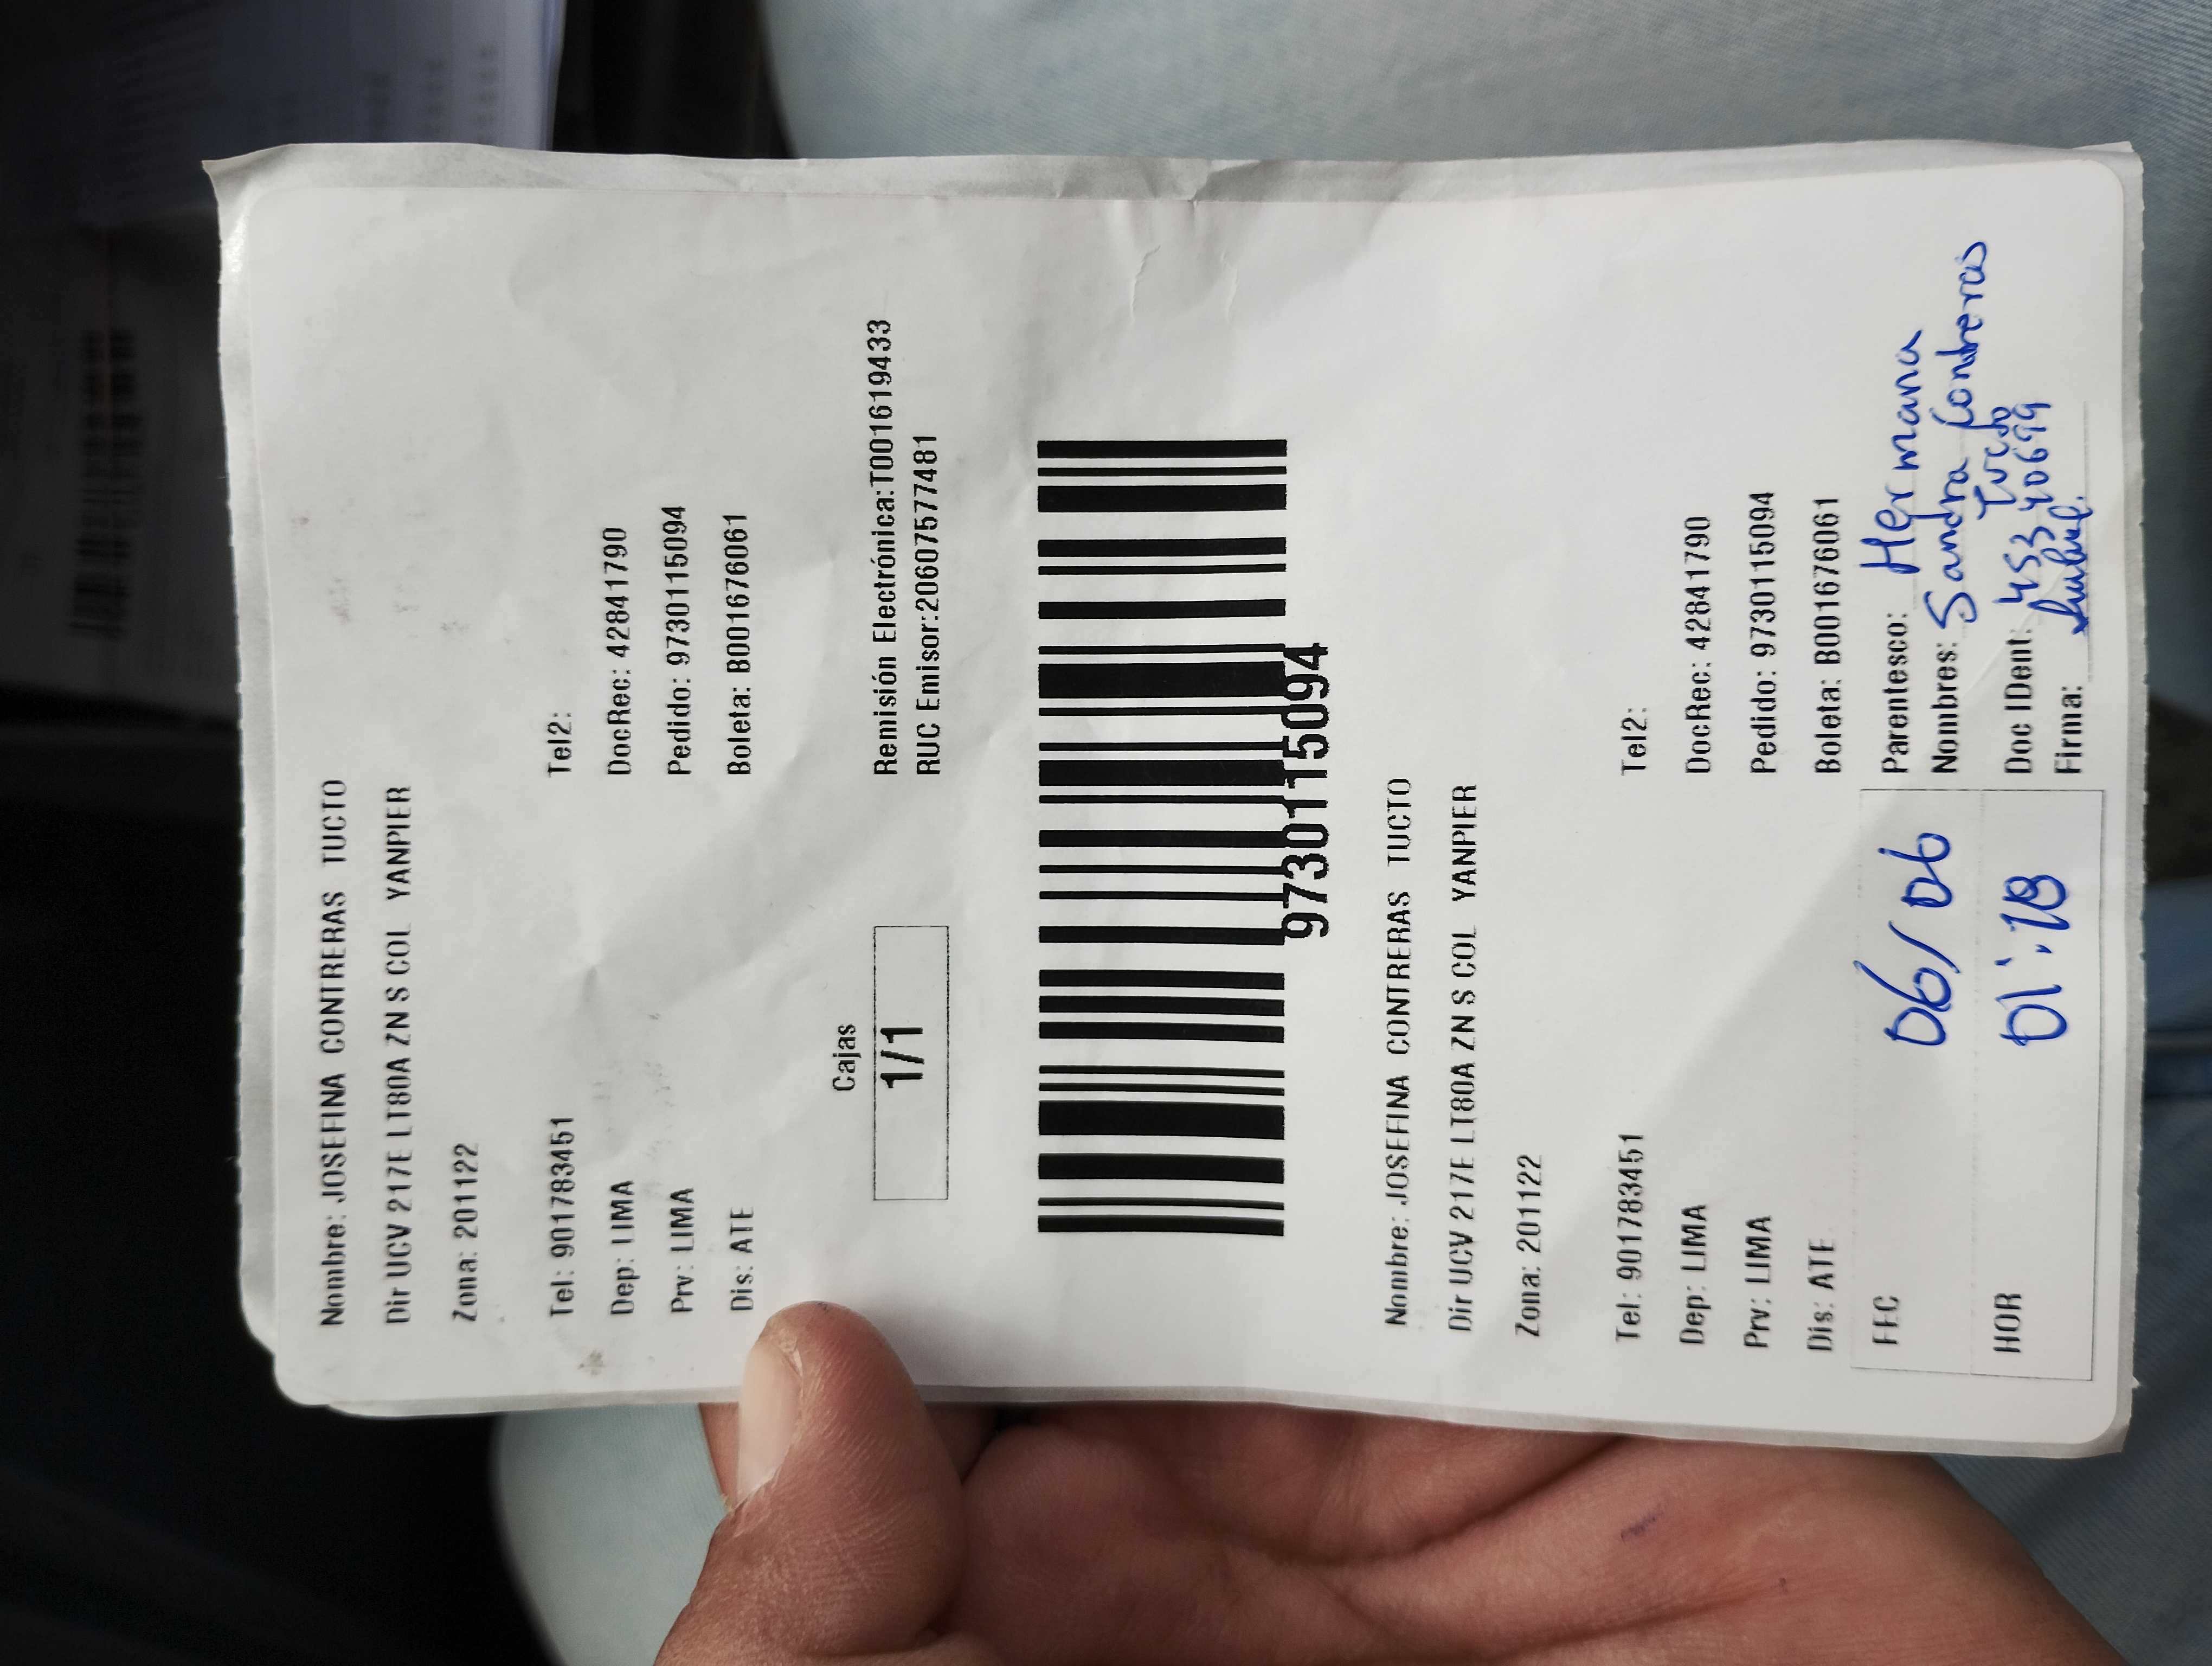 Nombre: JOSEFINA CONTRERAS TUCTO
Dir UCV 217E LT80A ZN S COL YANPIER
Zona: 201122
Tel: 901783451 Tel2:
Dep: LIMA DocRec: 42841790
Prv: LIMA Pedido: 9730115094
Dis: ATE Boleta: B001676061
Cajas
1/1
Remisión Electrónica:T001619433
RUC Emisor:20607577481
9730115094
Nombre: JOSEFINA CONTRERAS TUCTO
Dir UCV 217E LT80A ZN S COL YANPIER
Zona: 201122
Tel: 901783451 Tel2:
Dep: LIMA DocRec: 42841790
Prv: LIMA Pedido: 9730115094
Dis: ATE Boleta: B001676061
FEC 06/06
HOR 01:18
Parentesco: Hermana
Nombres: Sandra Contreras
Tucto
Doc IDent: 45340699
Firma: